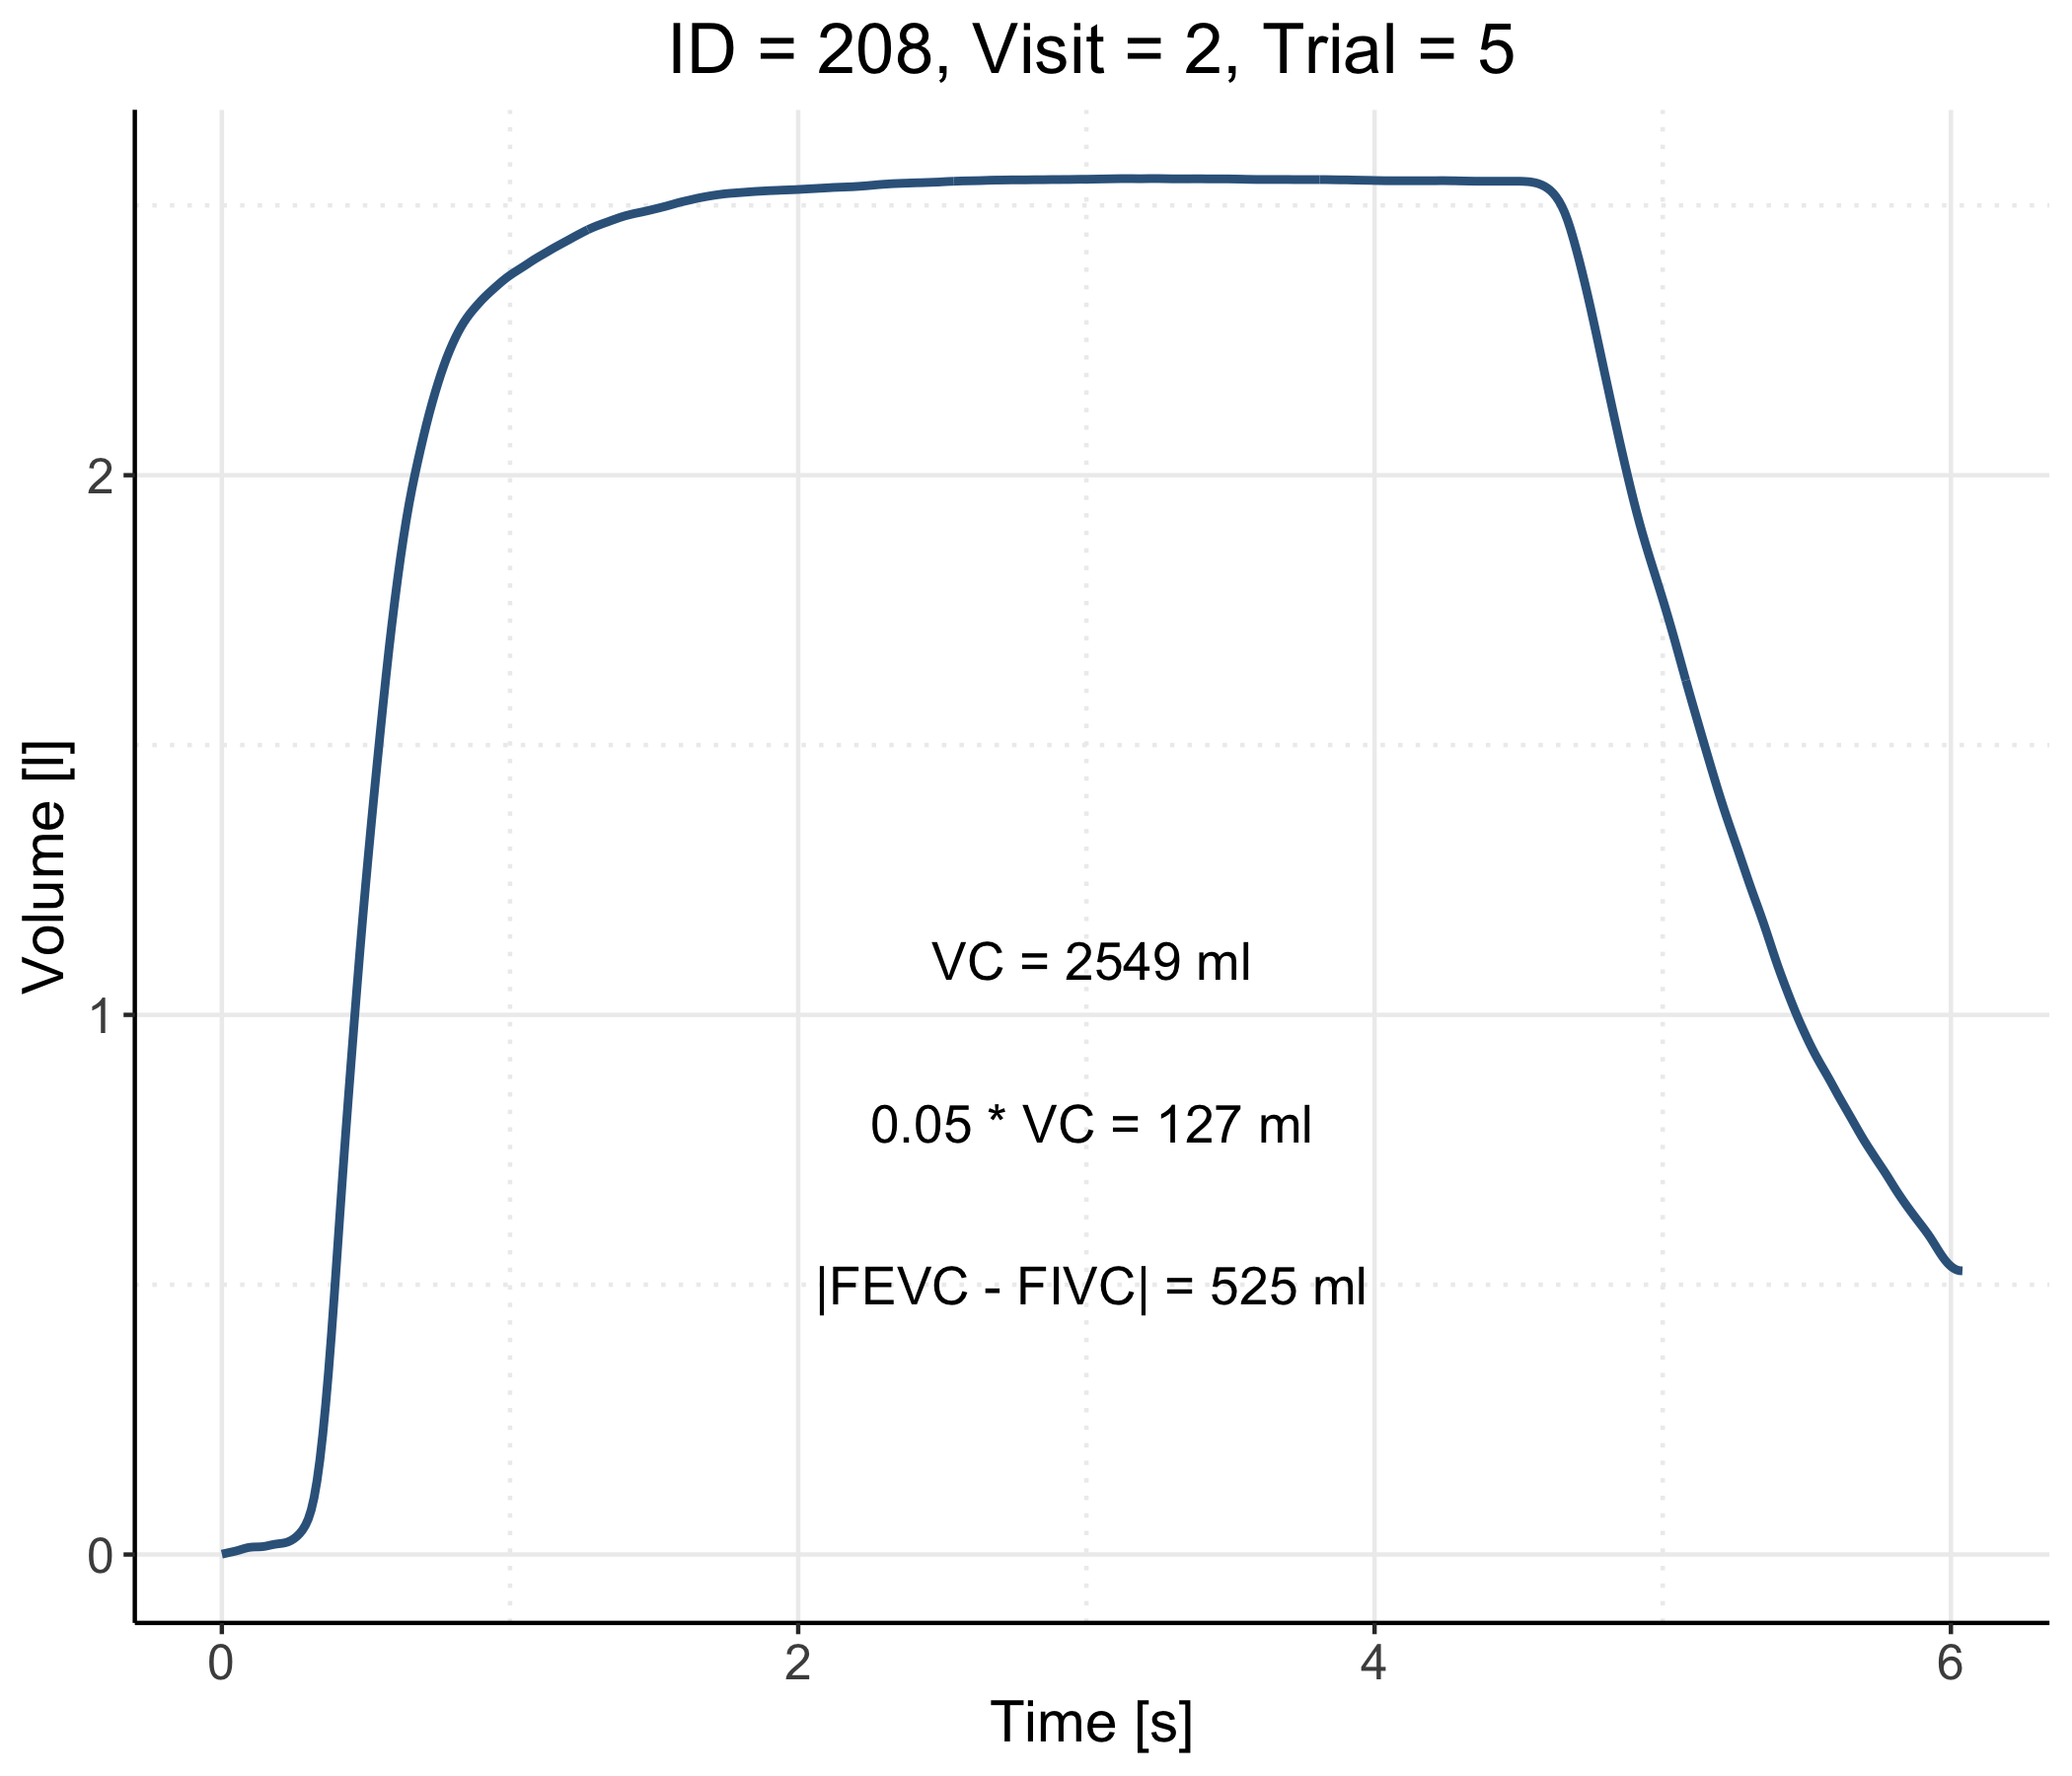 ID = 208, Visit = 2, Trial = 5
Volume [l]
2
1
0
VC = 2549 ml
0.05 * VC = 127 ml
|FEVC - FIVC| = 525 ml
0 2 4 6
Time [s]